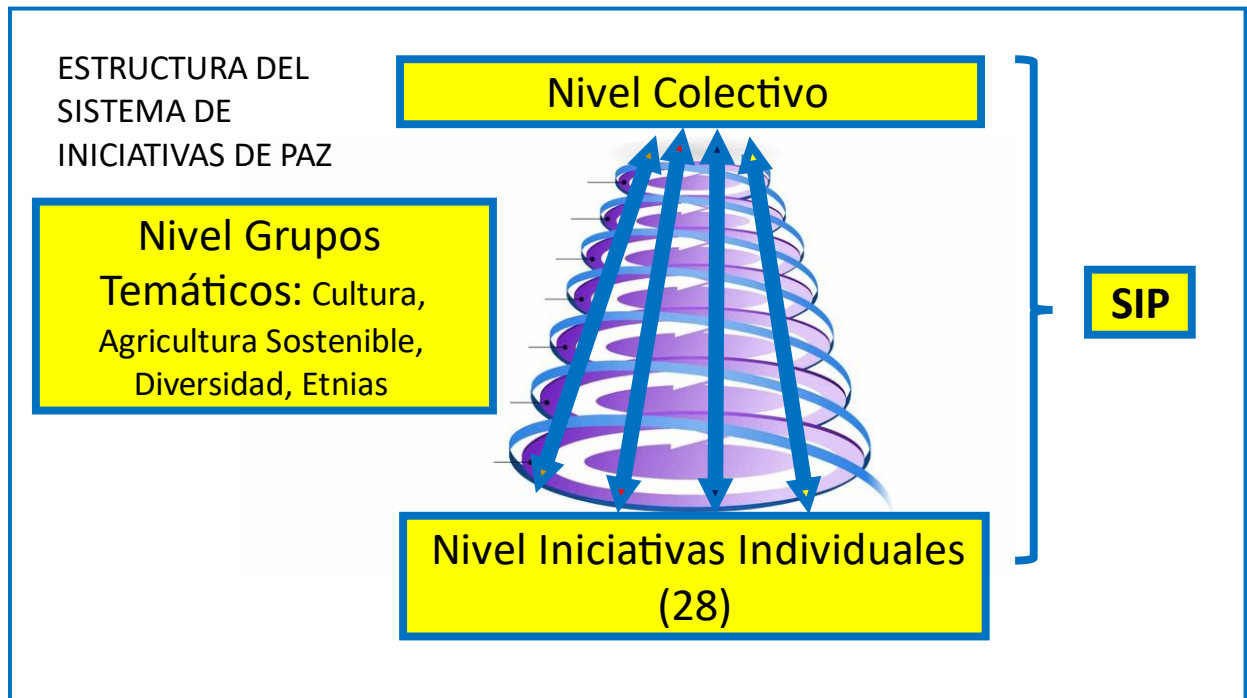 ESTRUCTURA DEL
SISTEMA DE
INICIATIVAS DE PAZ
Nivel Colectivo
Nivel Grupos
Temáticos: Cultura,
Agricultura Sostenible,
Diversidad, Etnias
SIP
Nivel Iniciativas Individuales
(28)